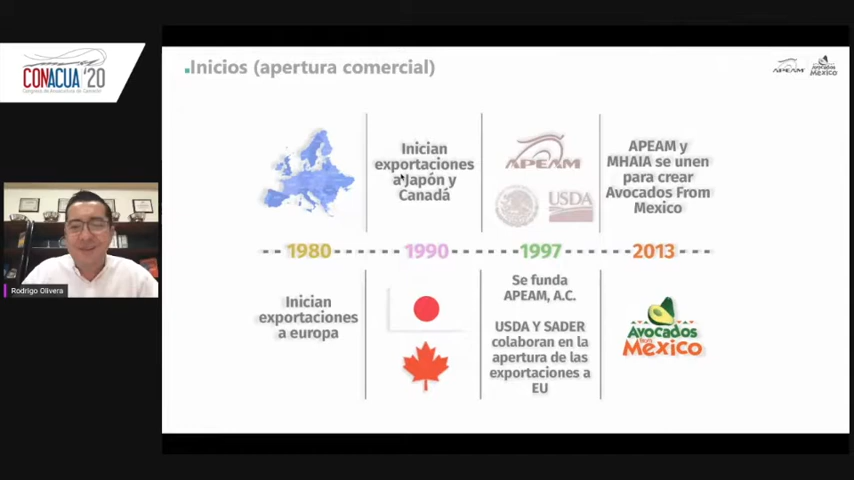 CONACUA '20
Congreso de Acuacultura de Camarón
Inicios (apertura comercial)
APEAM
Avocados
from
Mexico
Inician
exportaciones
a Japón y
Canadá
APEAM
USDA
APEAM y
MHAIA se unen
para crear
Avocados From
Mexico
1980
1990
1997
2013
Inician
exportaciones
a europa
Se funda
APEAM, A.C.
USDA Y SADER
colaboran en la
apertura de las
exportaciones a
EU
Avocados
from
Mexico
Rodrigo Olivera